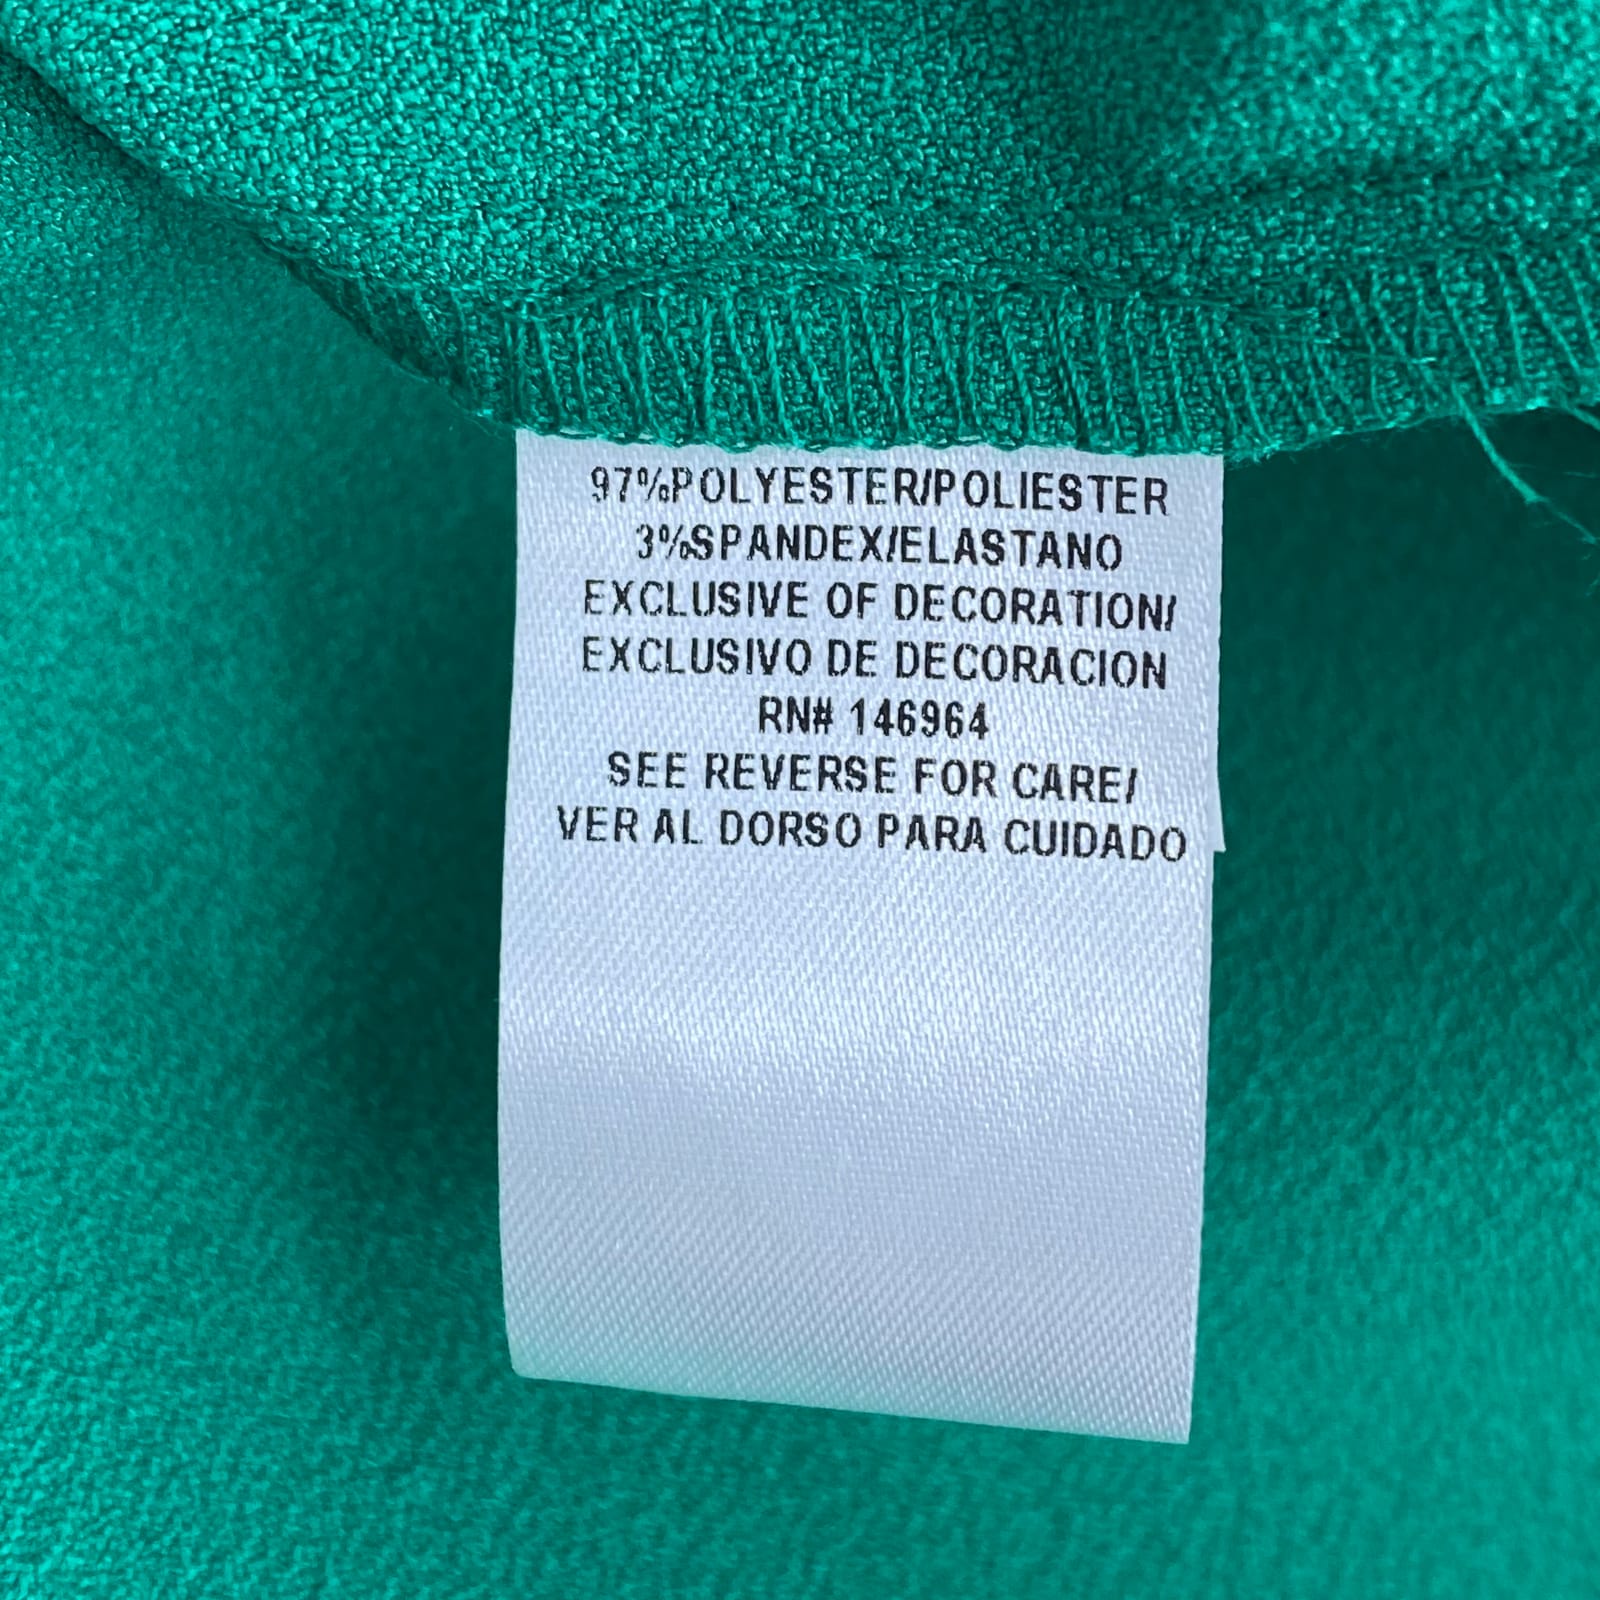 97%POLYESTER/POLIESTER
3%SPANDEX/ELASTANO
EXCLUSIVE OF DECORATION/
EXCLUSIVO DE DECORACION
RN# 146964
SEE REVERSE FOR CARE/
VER AL DORSO PARA CUIDADO